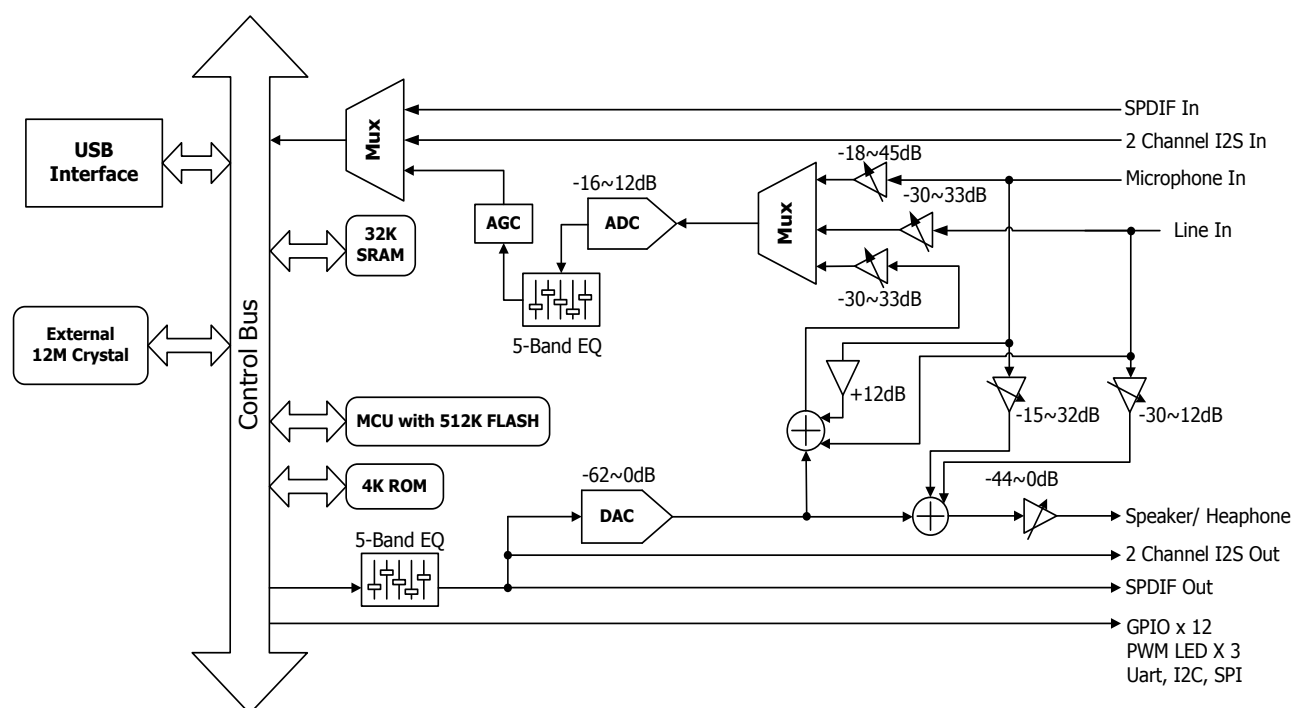 SPDIF In
USB
Interface
Mux
2 Channel I2S In
-18~45dB
Microphone In
-16~12dB
-30~33dB
AGC
ADC
Mux
Line In
32K
SRAM
-30~33dB
External
12M Crystal
5-Band EQ
Control Bus
+12dB
-15~32dB
-30~12dB
MCU with 512K FLASH
4K ROM
-62~0dB
-44~0dB
DAC
Speaker/ Heaphone
5-Band EQ
2 Channel I2S Out
SPDIF Out
GPIO x 12
PWM LED X 3
Uart, I2C, SPI